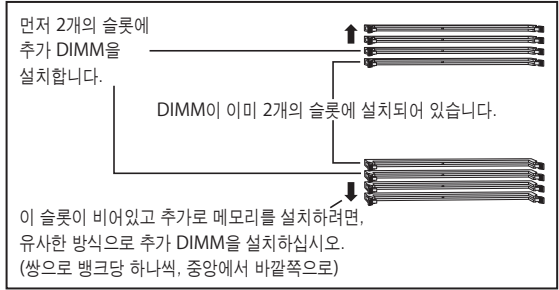 먼저 2개의 슬롯에
추가 DIMM을
설치합니다.
DIMM이 이미 2개의 슬롯에 설치되어 있습니다.
이 슬롯이 비어있고 추가로 메모리를 설치하려면,
유사한 방식으로 추가 DIMM을 설치하십시오.
(쌍으로 뱅크당 하나씩, 중앙에서 바깥쪽으로)